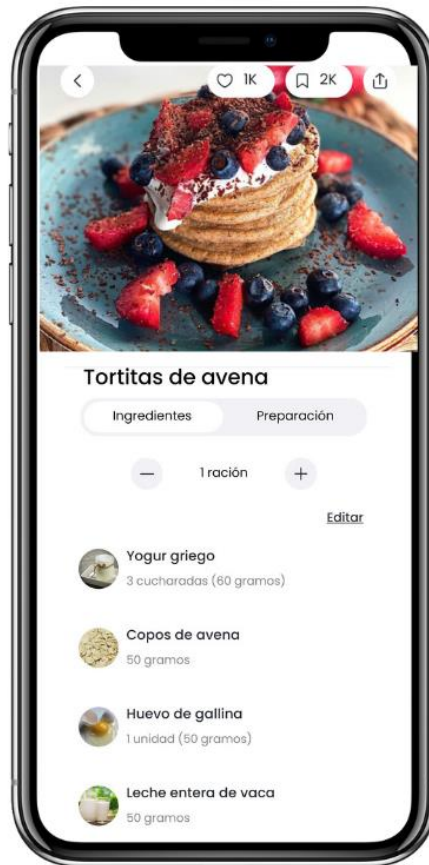 1K
2K
Tortitas de avena
Ingredientes
Preparación
1 ración
Editar
Yogur griego
3 cucharadas (60 gramos)
Copos de avena
50 gramos
Huevo de gallina
1 unidad (50 gramos)
Leche entera de vaca
50 gramos